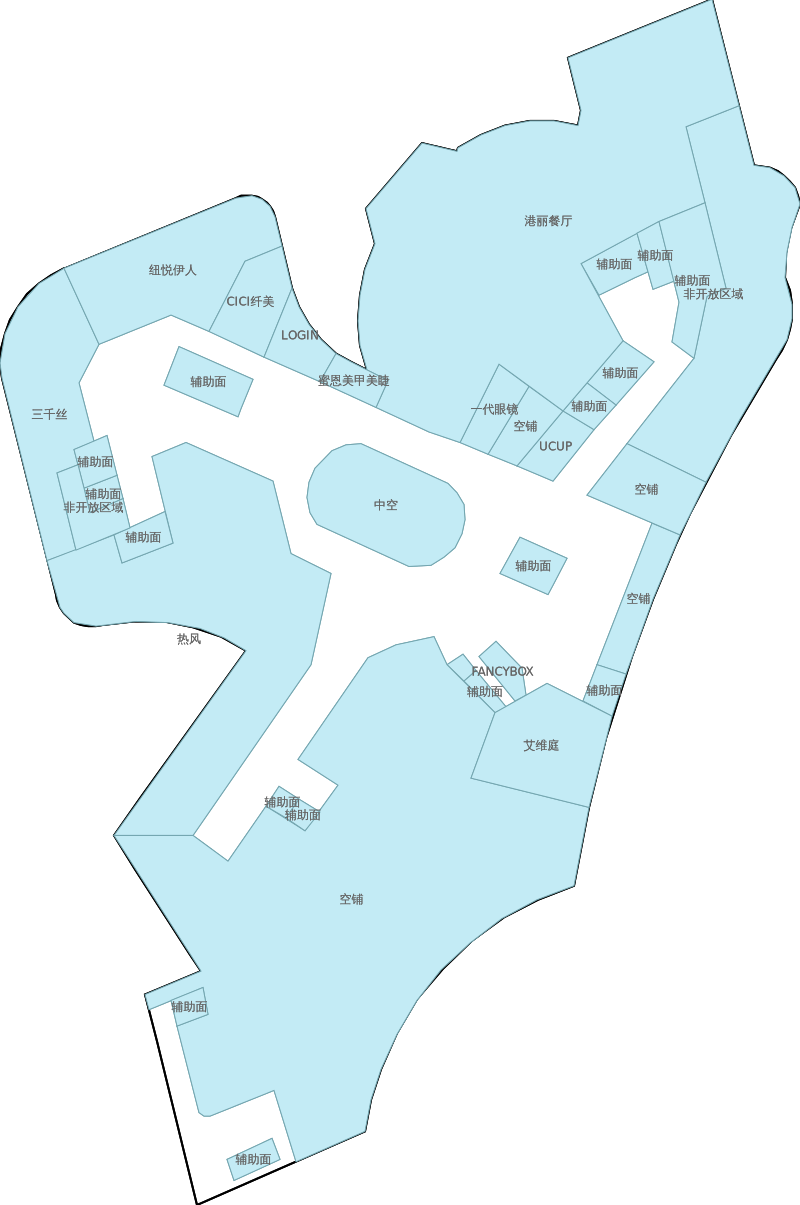 港丽餐厅
辅助面
辅助面
纽悦伊人
辅助面
非开放区域
CICI纤美
LOGIN
辅助面
蜜恩美甲美睫
辅助面
辅助面
一代眼镜
三千丝
空铺
UCUP
辅助面
空铺
辅助面
非开放区域
中空
辅助面
辅助面
空铺
热风
FANCYBOX
辅助面
辅助面
艾维庭
辅助面
辅助面
空铺
辅助面
辅助面